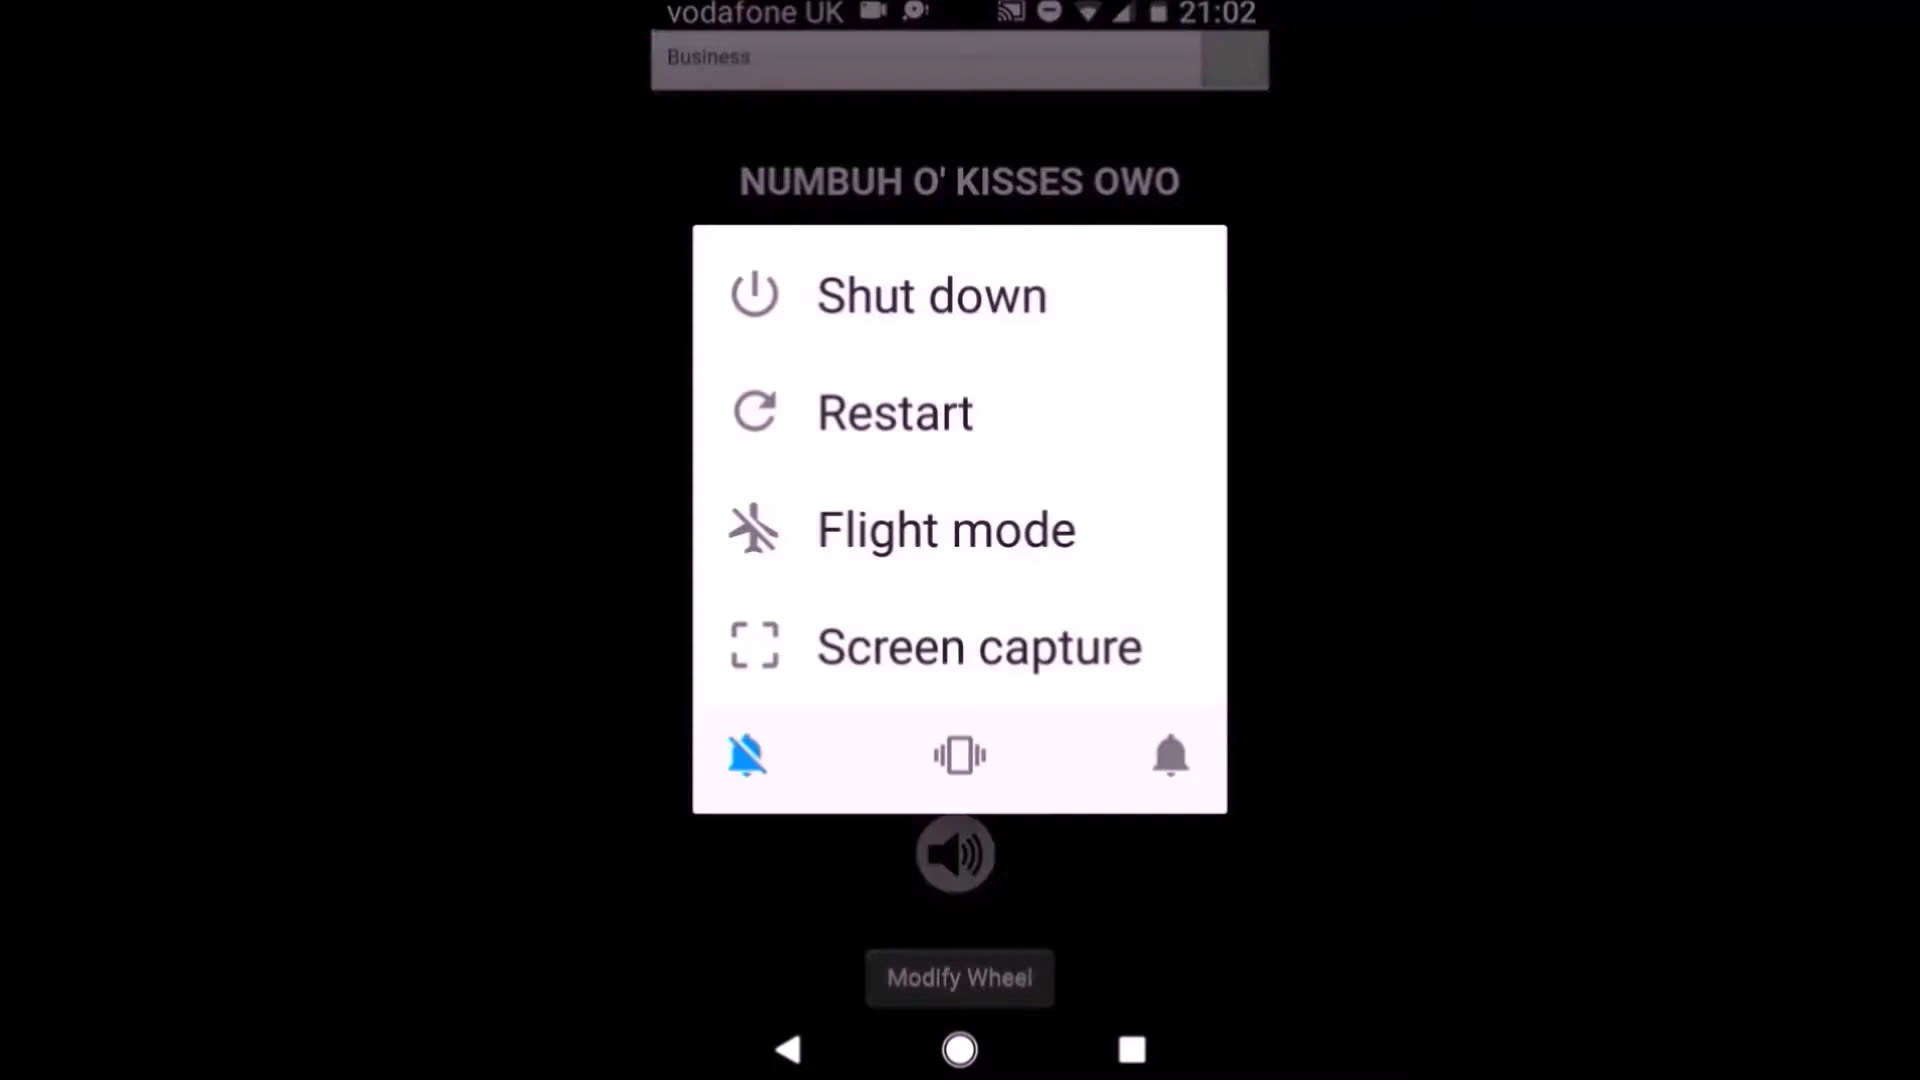 vodafone UK 21:02
Business
NUMBUH O' KISSES OWO
Shut down
Restart
Flight mode
Screen capture
Modify Wheel